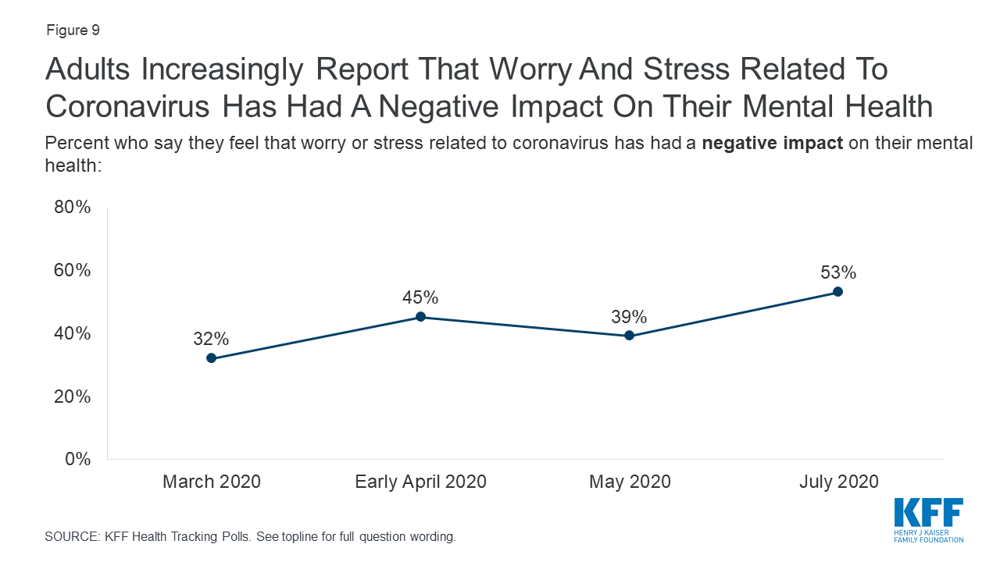 Figure 9
Adults Increasingly Report That Worry And Stress Related To
Coronavirus Has Had A Negative Impact On Their Mental Health
Percent who say they feel that worry or stress related to coronavirus has had a negative impact on their mental
health:
80%
60%
40%
20%
0%
32%
45%
39%
53%
March 2020
Early April 2020
May 2020
July 2020
SOURCE: KFF Health Tracking Polls. See topline for full question wording.
KFF
HENRY J KAISER
FAMILY FOUNDATION